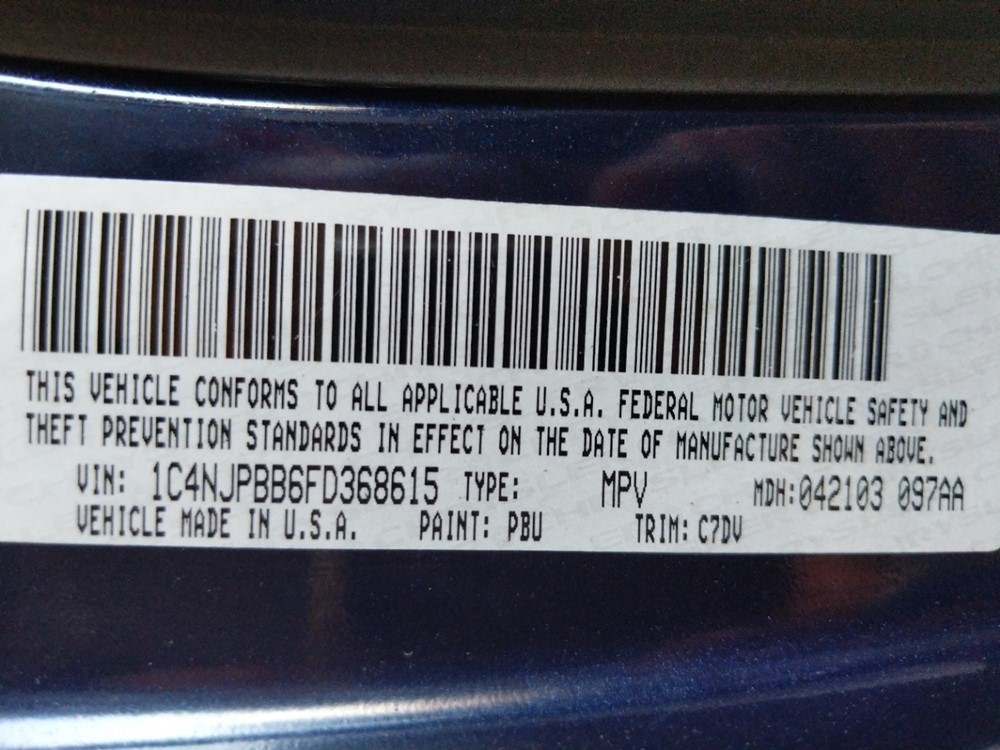 THIS VEHICLE CONFORMS TO ALL APPLICABLE U.S.A. FEDERAL MOTOR VEHICLE SAFETY AND
THEFT PREVENTION STANDARDS IN EFFECT ON THE DATE OF MANUFACTURE SHOWN ABOVE.
VIN: 1C4NJPBB6FD368615 TYPE: MPV MDH:042103 097AA
VEHICLE MADE IN U.S.A. PAINT: PBU TRIM: C7DV